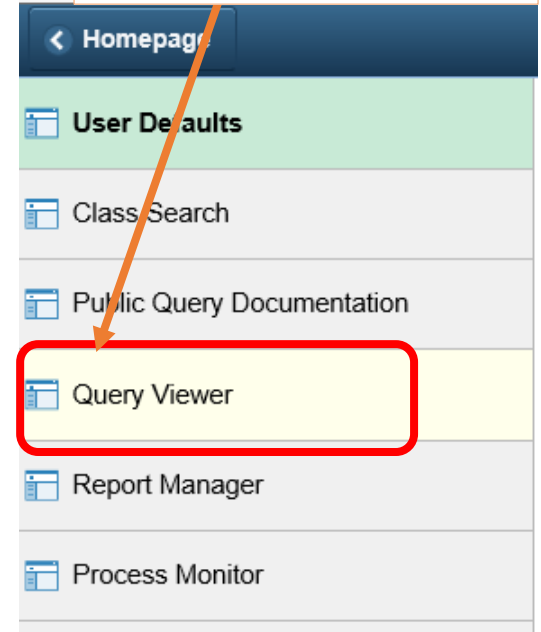 Homepage
User Defaults
Class Search
Public Query Documentation
Query Viewer
Report Manager
Process Monitor